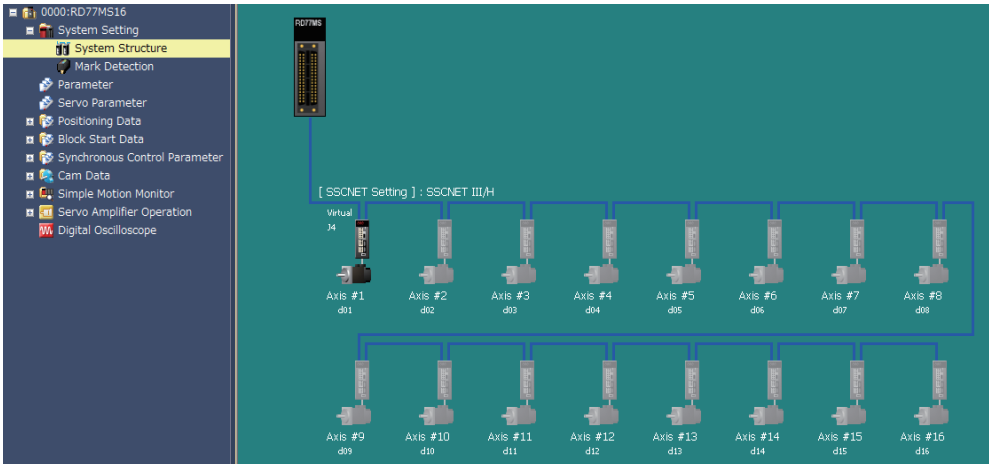 0000:RD77MS16
System Setting
System Structure
Mark Detection
Parameter
Servo Parameter
Positioning Data
Block Start Data
Synchronous Control Parameter
Cam Data
Simple Motion Monitor
Servo Amplifier Operation
Digital Oscilloscope
RD77MS
[ SSCNET Setting ] : SSCNET III/H
Virtual
J4
Axis #1 Axis #2 Axis #3 Axis #4 Axis #5 Axis #6 Axis #7 Axis #8
d01 d02 d03 d04 d05 d06 d07 d08
Axis #9 Axis #10 Axis #11 Axis #12 Axis #13 Axis #14 Axis #15 Axis #16
d09 d10 d11 d12 d13 d14 d15 d16